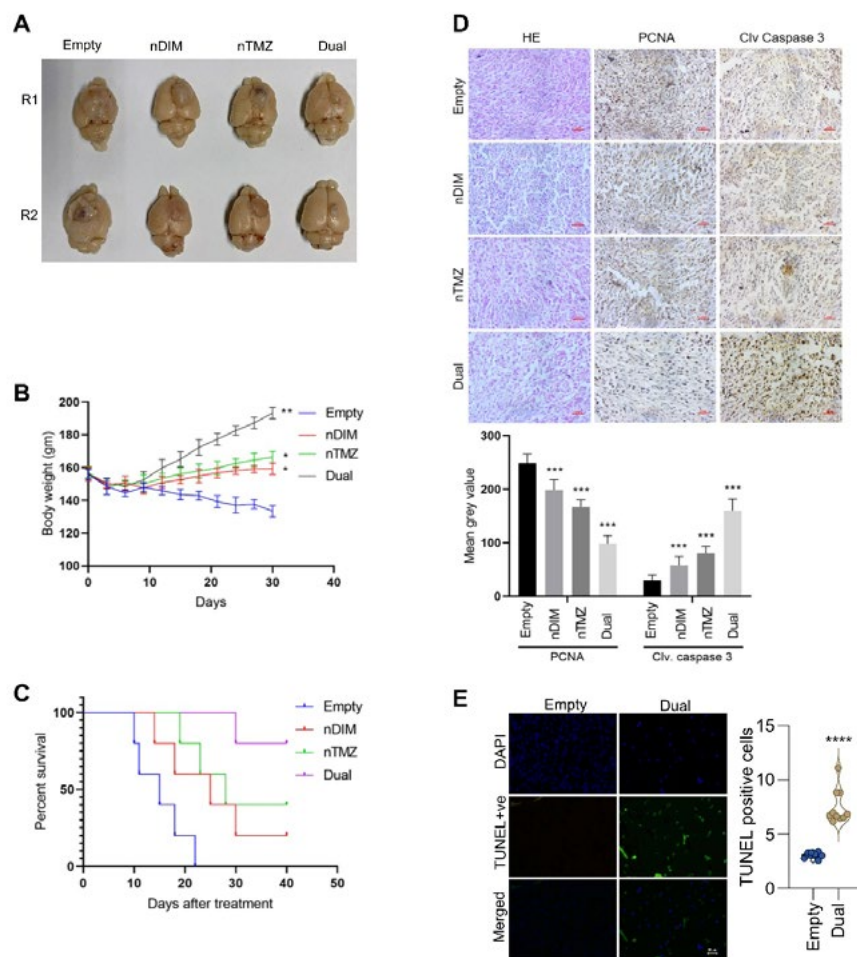 A
Empty nDIM nTMZ Dual
R1
R2
B
Body weight (gm)
200
180
160
140
120
100
0 10 20 30 40
Days
Empty
nDIM
nTMZ
Dual
**
*
*
C
Percent survival
100
50
0
0 10 20 30 40 50
Days after treatment
Empty
nDIM
nTMZ
Dual
D
HE PCNA Clv Caspase 3
Empty
nDIM
nTMZ
Dual
Mean grey value
300
200
100
0
*** *** *** *** *** ***
Empty nDIM nTMZ Dual Empty nDIM nTMZ Dual
PCNA Clv. caspase 3
E
Empty Dual
DAPI
TUNEL+ve
Merged
TUNEL positive cells
15
10
5
0
****
Empty Dual